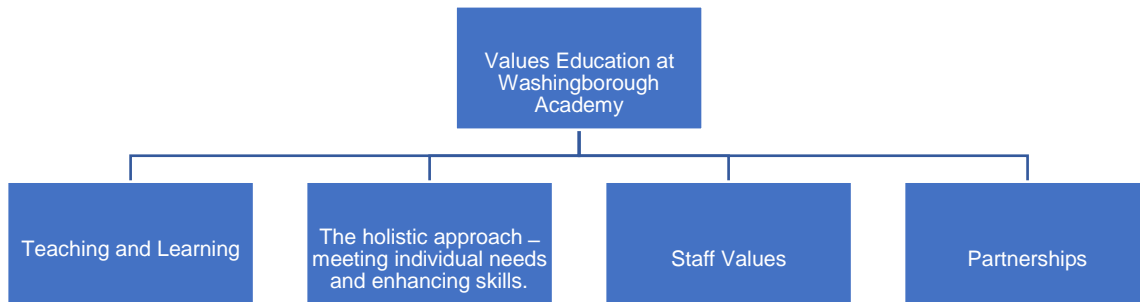 Values Education at
Washingborough
Academy
Teaching and Learning
The holistic approach –
meeting individual needs
and enhancing skills.
Staff Values
Partnerships